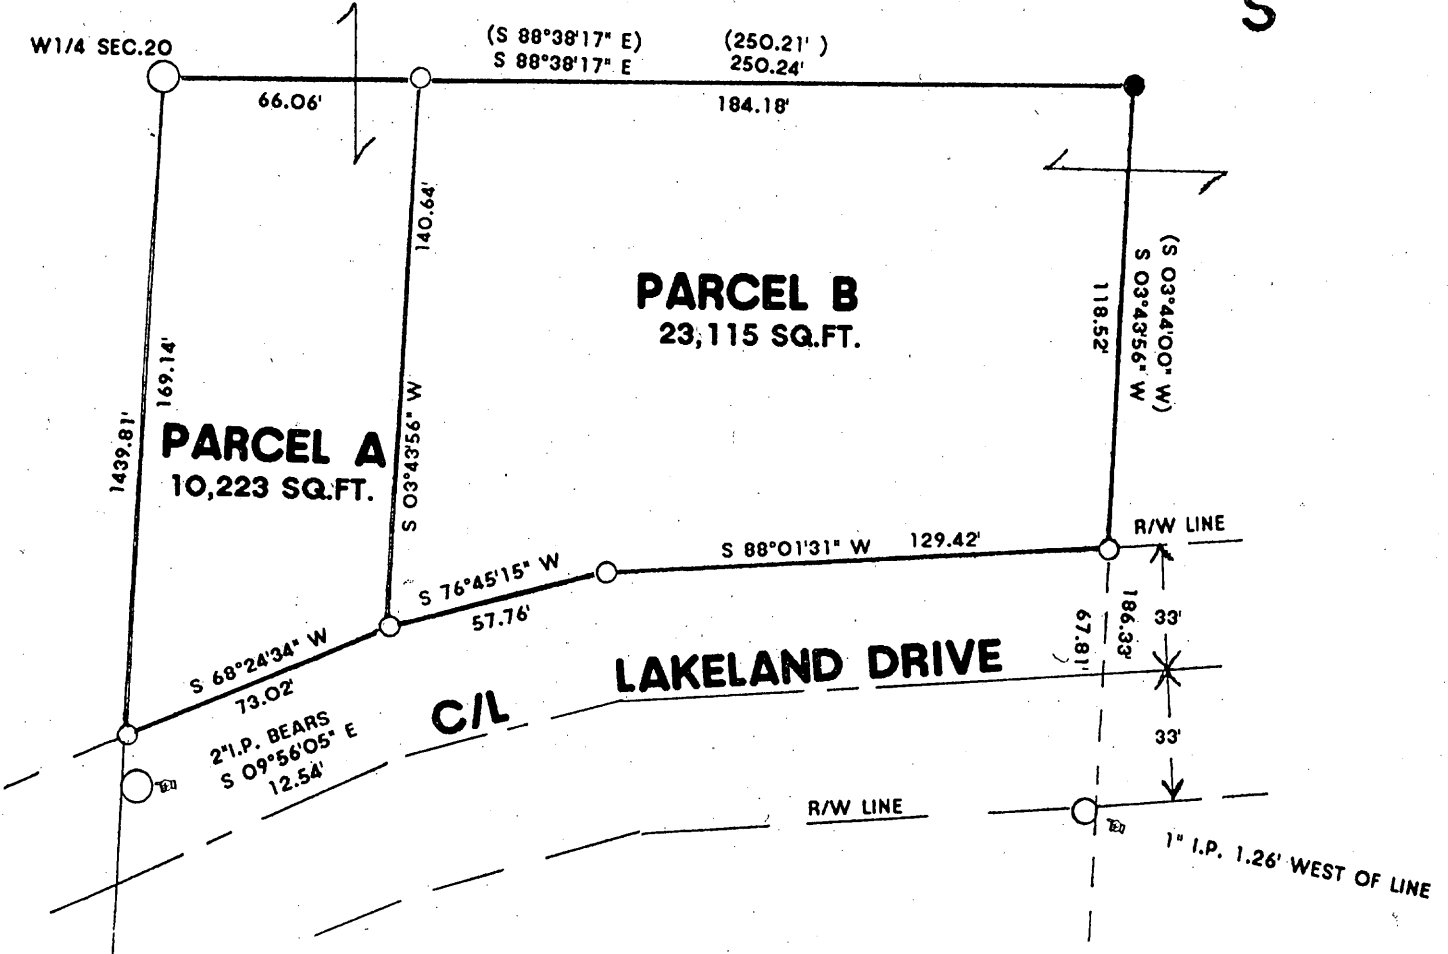 S
W1/4 SEC.20
(S 88°38'17" E) (250.21' )
S 88°38'17" E 250.24'
66.06'
184.18'
140.64'
S 03°43'56" W
169.14'
1439.81'
PARCEL A
10,223 SQ.FT.
PARCEL B
23,115 SQ.FT.
118.52'
S 03°43'56" W
(S 03°44'00" W)
R/W LINE
S 88°01'31" W 129.42'
S 76°45'15" W
57.76'
S 68°24'34" W
73.02'
2"I.P. BEARS
S 09°56'05" E
12.54'
C/L
LAKELAND DRIVE
67.81'
186.33'
33'
33'
R/W LINE
1" I.P. 1.26' WEST OF LINE